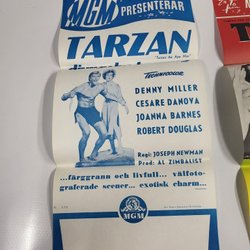 MGM
PRESENTERAR
TARZAN
TECHNICOLOR
DENNY MILLER
CESARE DANOVA
JOANNA BARNES
ROBERT DOUGLAS
Regi: JOSEPH NEWMAN
Prod: AL ZIMBALIST
...färggrann och livfull... välfoto-
graferade scener... exotisk charm...
MGM